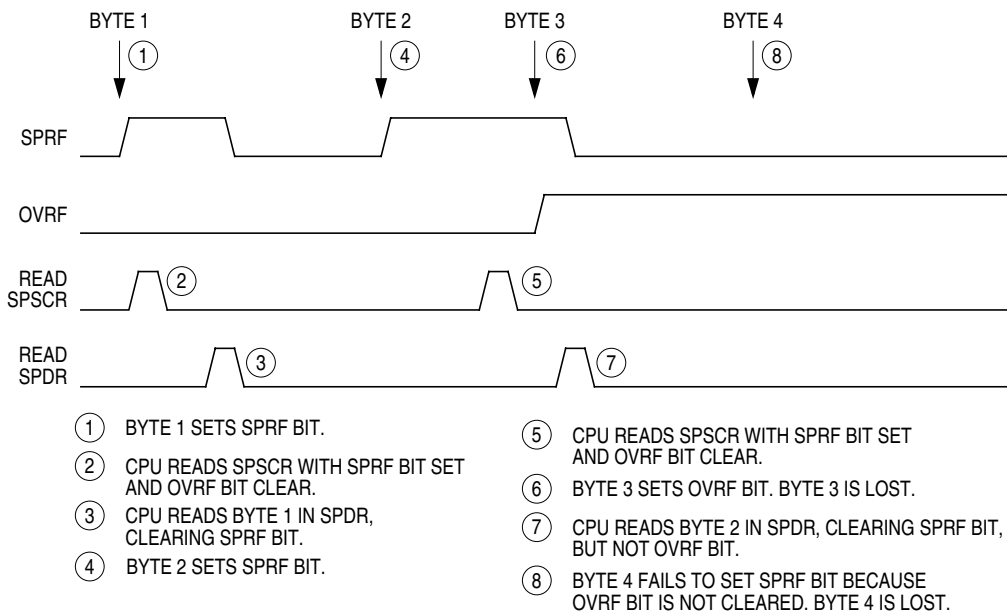 BYTE 1 BYTE 2 BYTE 3 BYTE 4
1 4 6 8
SPRF
OVRF
READ
SPSCR
2 5
READ
SPDR
3 7
1 BYTE 1 SETS SPRF BIT.
2 CPU READS SPSCR WITH SPRF BIT SET
AND OVRF BIT CLEAR.
3 CPU READS BYTE 1 IN SPDR,
CLEARING SPRF BIT.
4 BYTE 2 SETS SPRF BIT.
5 CPU READS SPSCR WITH SPRF BIT SET
AND OVRF BIT CLEAR.
6 BYTE 3 SETS OVRF BIT. BYTE 3 IS LOST.
7 CPU READS BYTE 2 IN SPDR, CLEARING SPRF BIT,
BUT NOT OVRF BIT.
8 BYTE 4 FAILS TO SET SPRF BIT BECAUSE
OVRF BIT IS NOT CLEARED. BYTE 4 IS LOST.